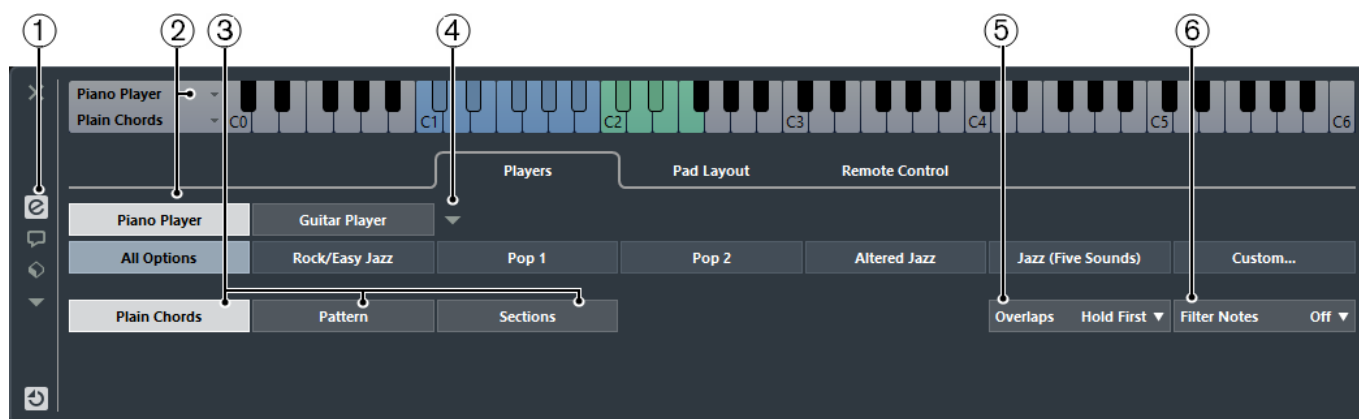 1 2 3 4 5 6
Piano Player
Plain Chords
C0 C1 C2 C3 C4 C5 C6
Players Pad Layout Remote Control
Piano Player Guitar Player
All Options Rock/Easy Jazz Pop 1 Pop 2 Altered Jazz Jazz (Five Sounds) Custom...
Plain Chords Pattern Sections Overlaps Hold First Filter Notes Off